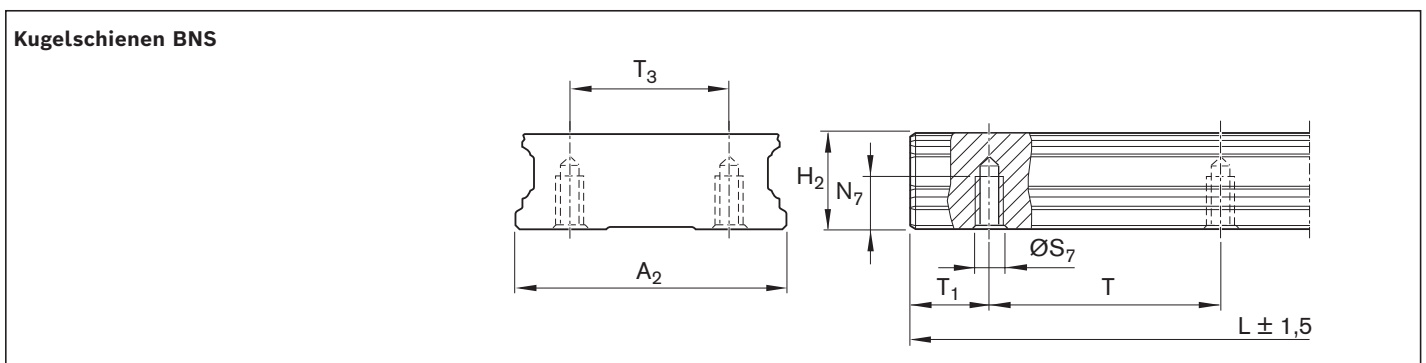 Kugelschienen BNS
T₃
H₂
N₇
ØS₇
A₂
T₁
T
L ± 1,5